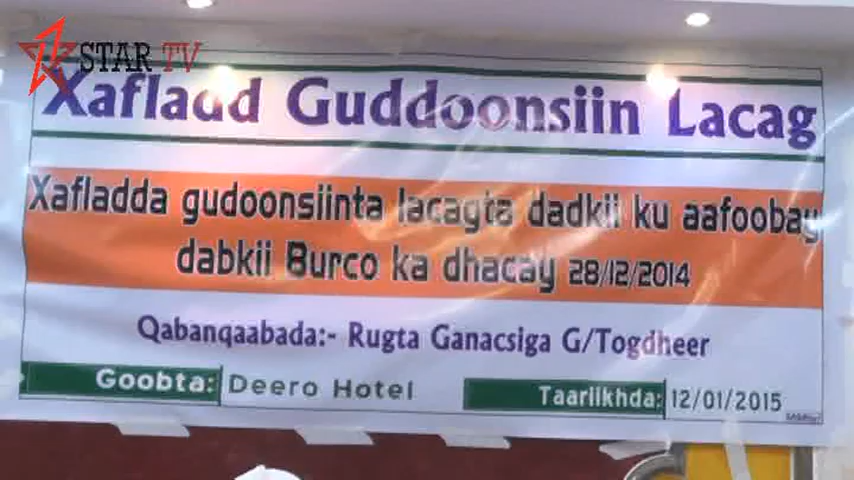 STAR TV
Xafladd Guddoonsiin Lacag
Xafladda gudoonsiinta lacagta dadkii ku aafoobay
dabkii Burco ka dhacay 28/12/2014
Qabanqaabada:- Rugta Ganacsiga G/Togdheer
Goobta: Deero Hotel
Taariikhda: 12/01/2015